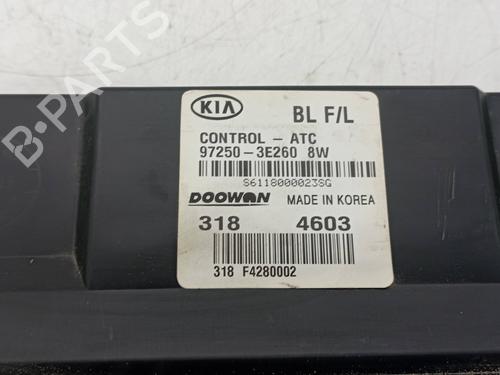 KIA
BL F/L
CONTROL - ATC
97250-3E260 8W
S6118000023SG
DOOWON MADE IN KOREA
318 4603
318 F4280002
B-PARTS